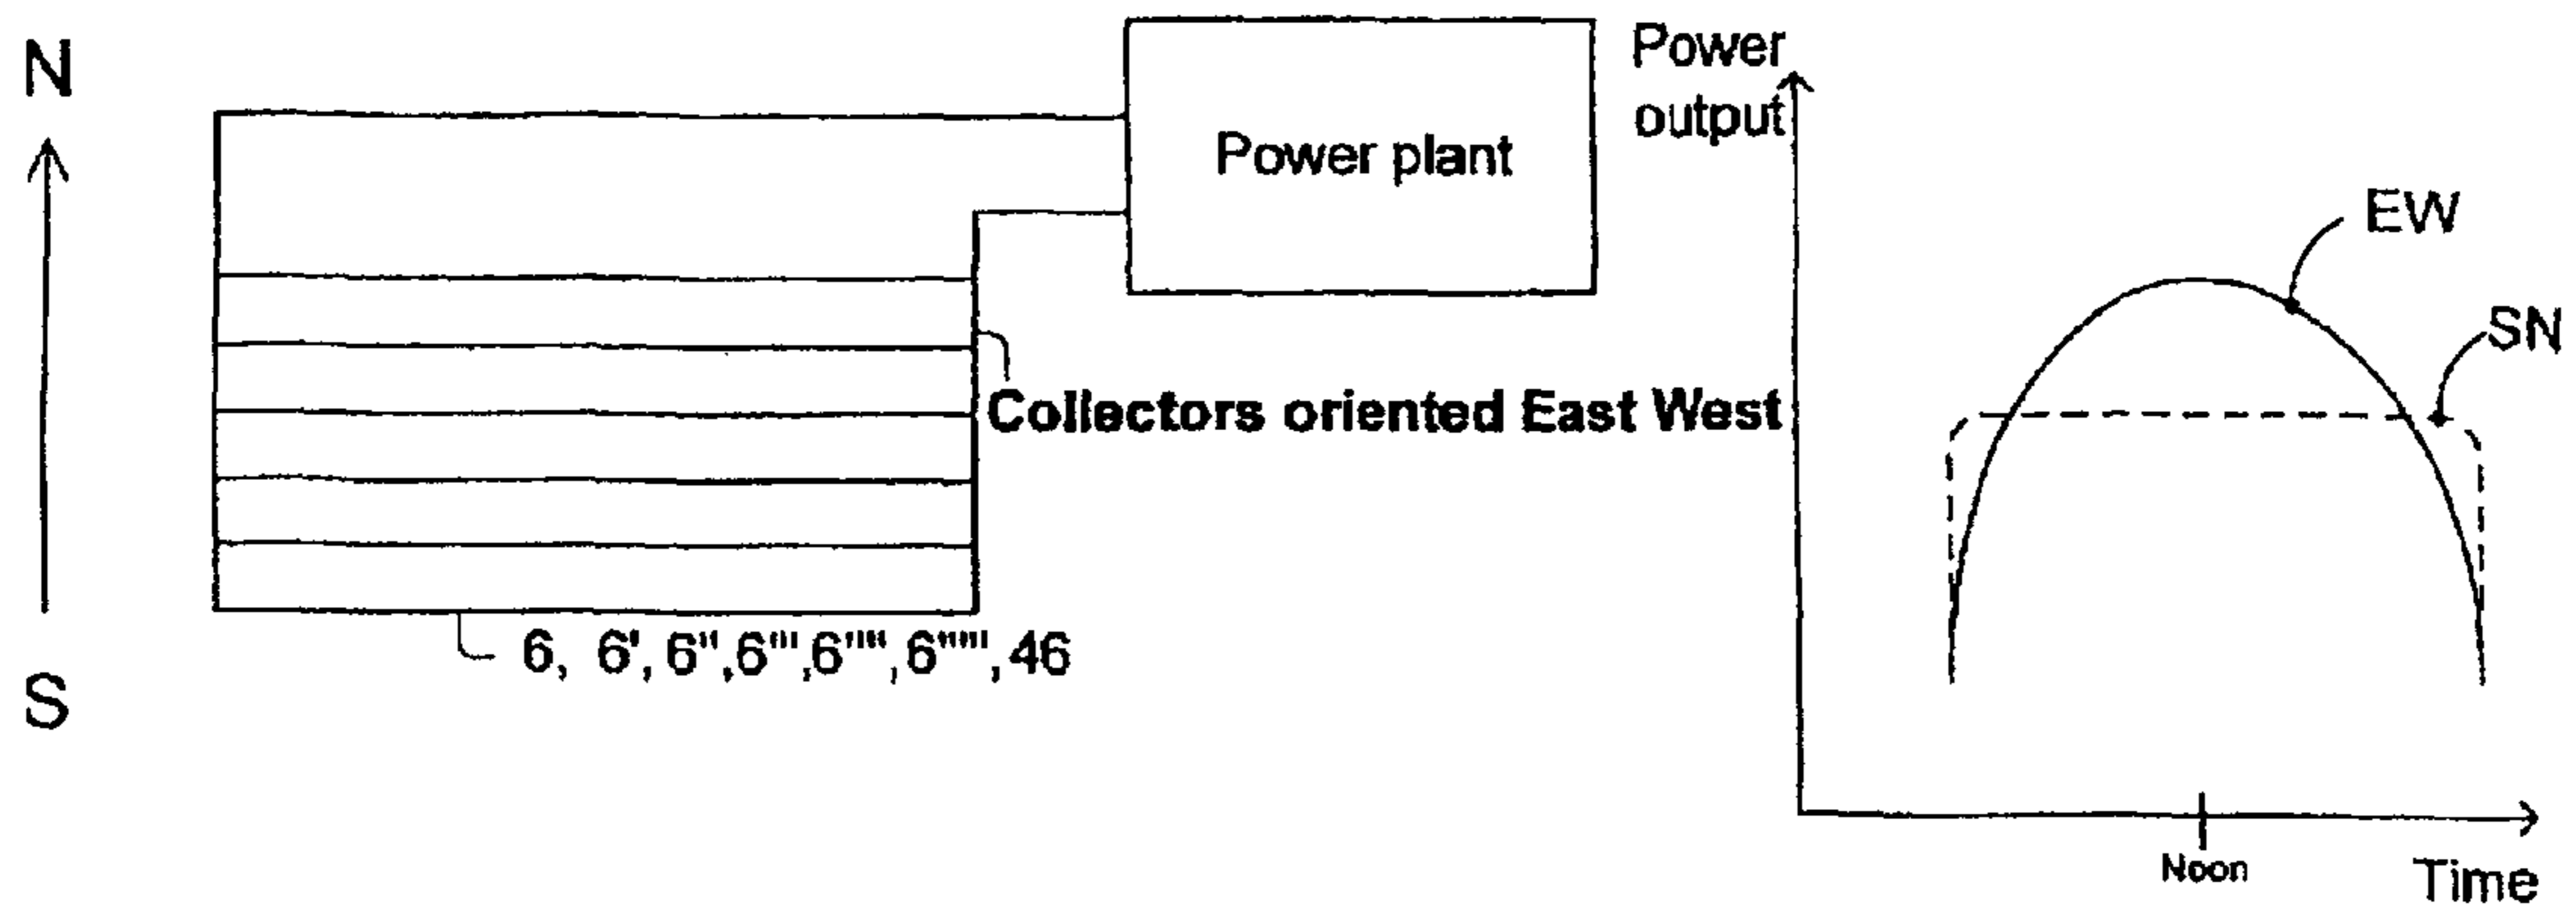 N
S
Power plant
Collectors oriented East West
6, 6', 6",6"',6"",6""',46
Power
output
EW
SN
Noon
Time